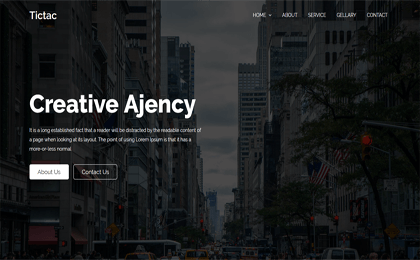 Tictac
HOME ABOUT SERVICE GELLARY CONTACT
Creative Ajency
It is a long established fact that a reader will be distracted by the readable content of
a page when looking at its layout. The point of using Lorem Ipsum is that it has a
more-or-less normal
About Us Contact Us